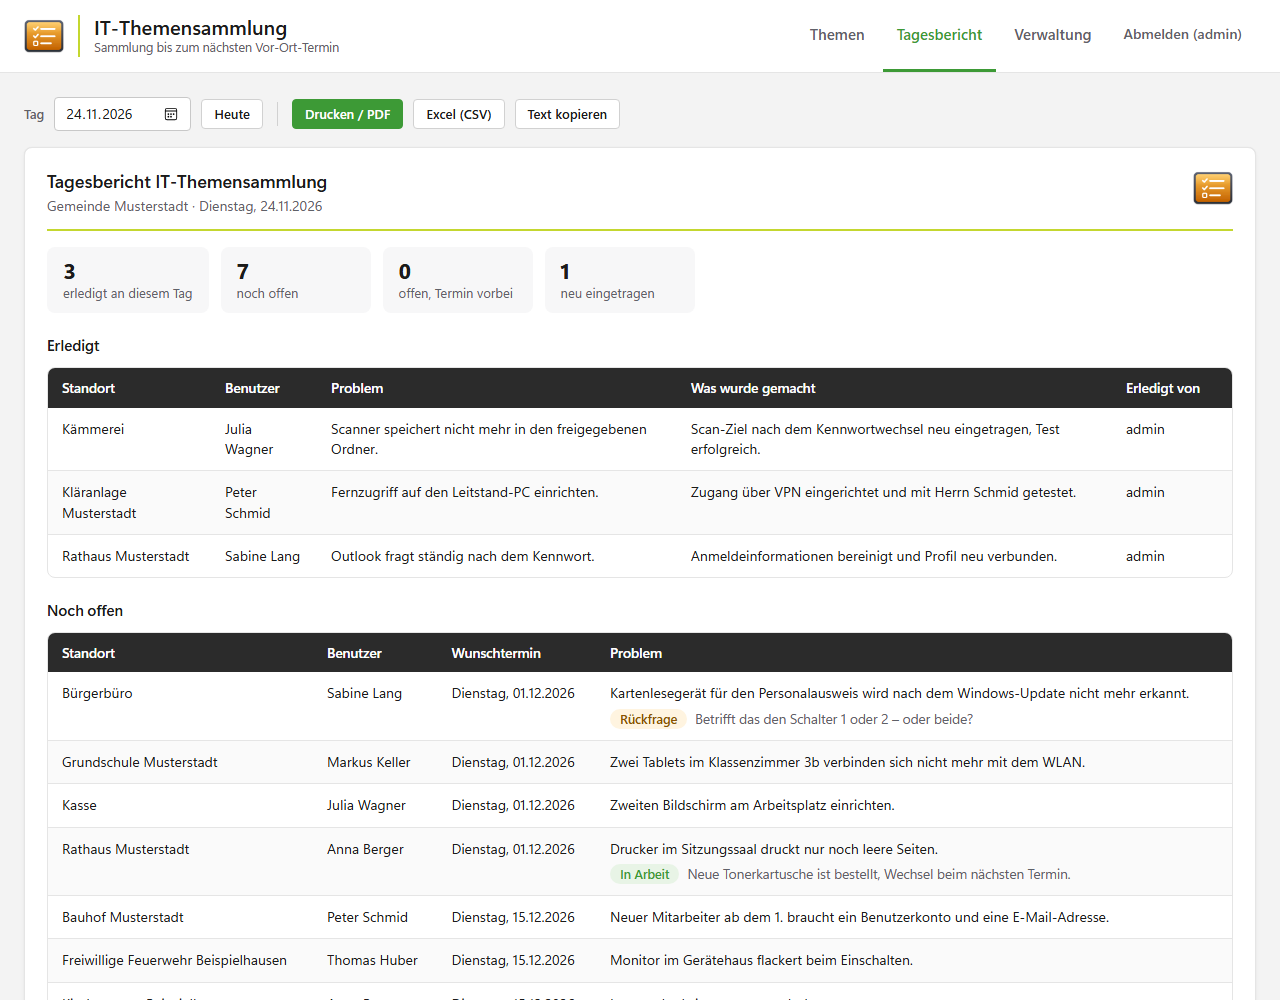 IT-Themensammlung
Sammlung bis zum nächsten Vor-Ort-Termin
Themen
Tagesbericht
Verwaltung
Abmelden (admin)
Tag
24.11.2026
Heute
Drucken / PDF
Excel (CSV)
Text kopieren
Tagesbericht IT-Themensammlung
Gemeinde Musterstadt · Dienstag, 24.11.2026
3
erledigt an diesem Tag
7
noch offen
0
offen, Termin vorbei
1
neu eingetragen
Erledigt
Standort Benutzer Problem Was wurde gemacht Erledigt von
Kämmerei
Julia
Wagner
Scanner speichert nicht mehr in den freigegebenen
Ordner.
Scan-Ziel nach dem Kennwortwechsel neu eingetragen, Test
erfolgreich.
admin
Kläranlage
Musterstadt
Peter
Schmid
Fernzugriff auf den Leitstand-PC einrichten.
Zugang über VPN eingerichtet und mit Herrn Schmid getestet.
admin
Rathaus Musterstadt
Sabine Lang
Outlook fragt ständig nach dem Kennwort.
Anmeldeinformationen bereinigt und Profil neu verbunden.
admin
Noch offen
Standort Benutzer Wunschtermin Problem
Bürgerbüro
Sabine Lang
Dienstag, 01.12.2026
Kartenlesegerät für den Personalausweis wird nach dem Windows-Update nicht mehr erkannt.
Rückfrage Betrifft das den Schalter 1 oder 2 – oder beide?
Grundschule Musterstadt
Markus Keller
Dienstag, 01.12.2026
Zwei Tablets im Klassenzimmer 3b verbinden sich nicht mehr mit dem WLAN.
Kasse
Julia Wagner
Dienstag, 01.12.2026
Zweiten Bildschirm am Arbeitsplatz einrichten.
Rathaus Musterstadt
Anna Berger
Dienstag, 01.12.2026
Drucker im Sitzungssaal druckt nur noch leere Seiten.
In Arbeit Neue Tonerkartusche ist bestellt, Wechsel beim nächsten Termin.
Bauhof Musterstadt
Peter Schmid
Dienstag, 15.12.2026
Neuer Mitarbeiter ab dem 1. braucht ein Benutzerkonto und eine E-Mail-Adresse.
Freiwillige Feuerwehr Beispielhausen
Thomas Huber
Dienstag, 15.12.2026
Monitor im Gerätehaus flackert beim Einschalten.